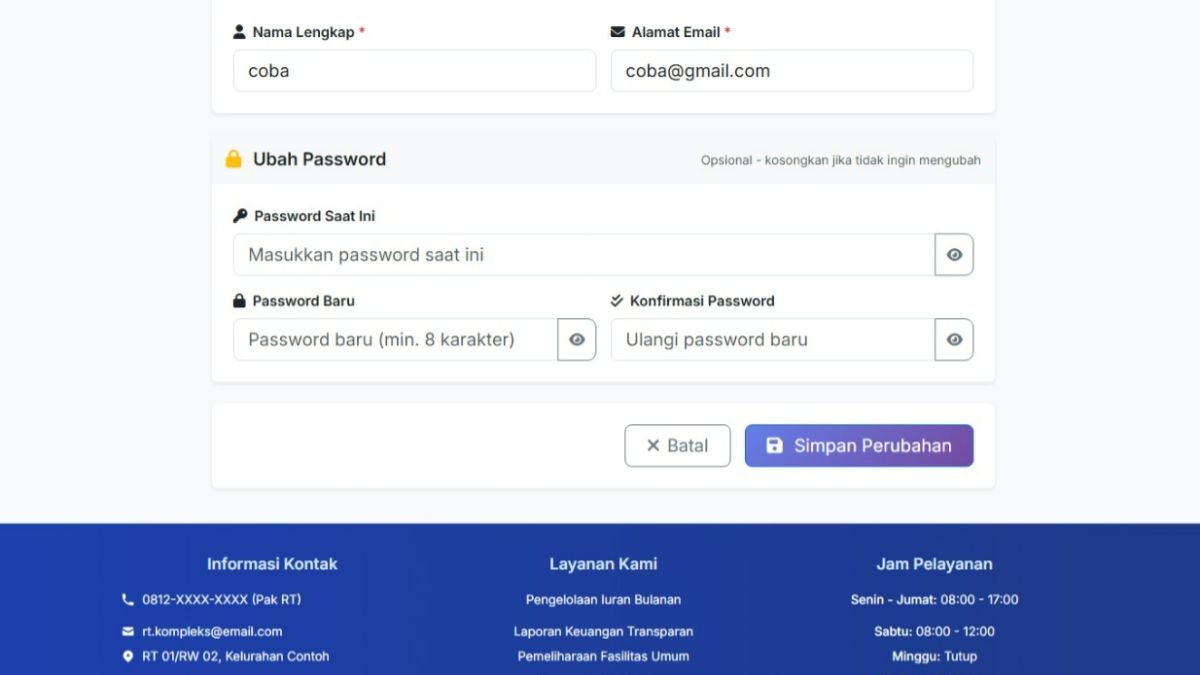 Nama Lengkap * Alamat Email *
coba coba@gmail.com
Ubah Password Opsional - kosongkan jika tidak ingin mengubah
Password Saat Ini
Masukkan password saat ini
Password Baru Konfirmasi Password
Password baru (min. 8 karakter) Ulangi password baru
Batal Simpan Perubahan
Informasi Kontak Layanan Kami Jam Pelayanan
0812-XXXX-XXXX (Pak RT) Pengelolaan Iuran Bulanan Senin - Jumat: 08:00 - 17:00
rt.kompleks@email.com Laporan Keuangan Transparan Sabtu: 08:00 - 12:00
RT 01/RW 02, Kelurahan Contoh Pemeliharaan Fasilitas Umum Minggu: Tutup